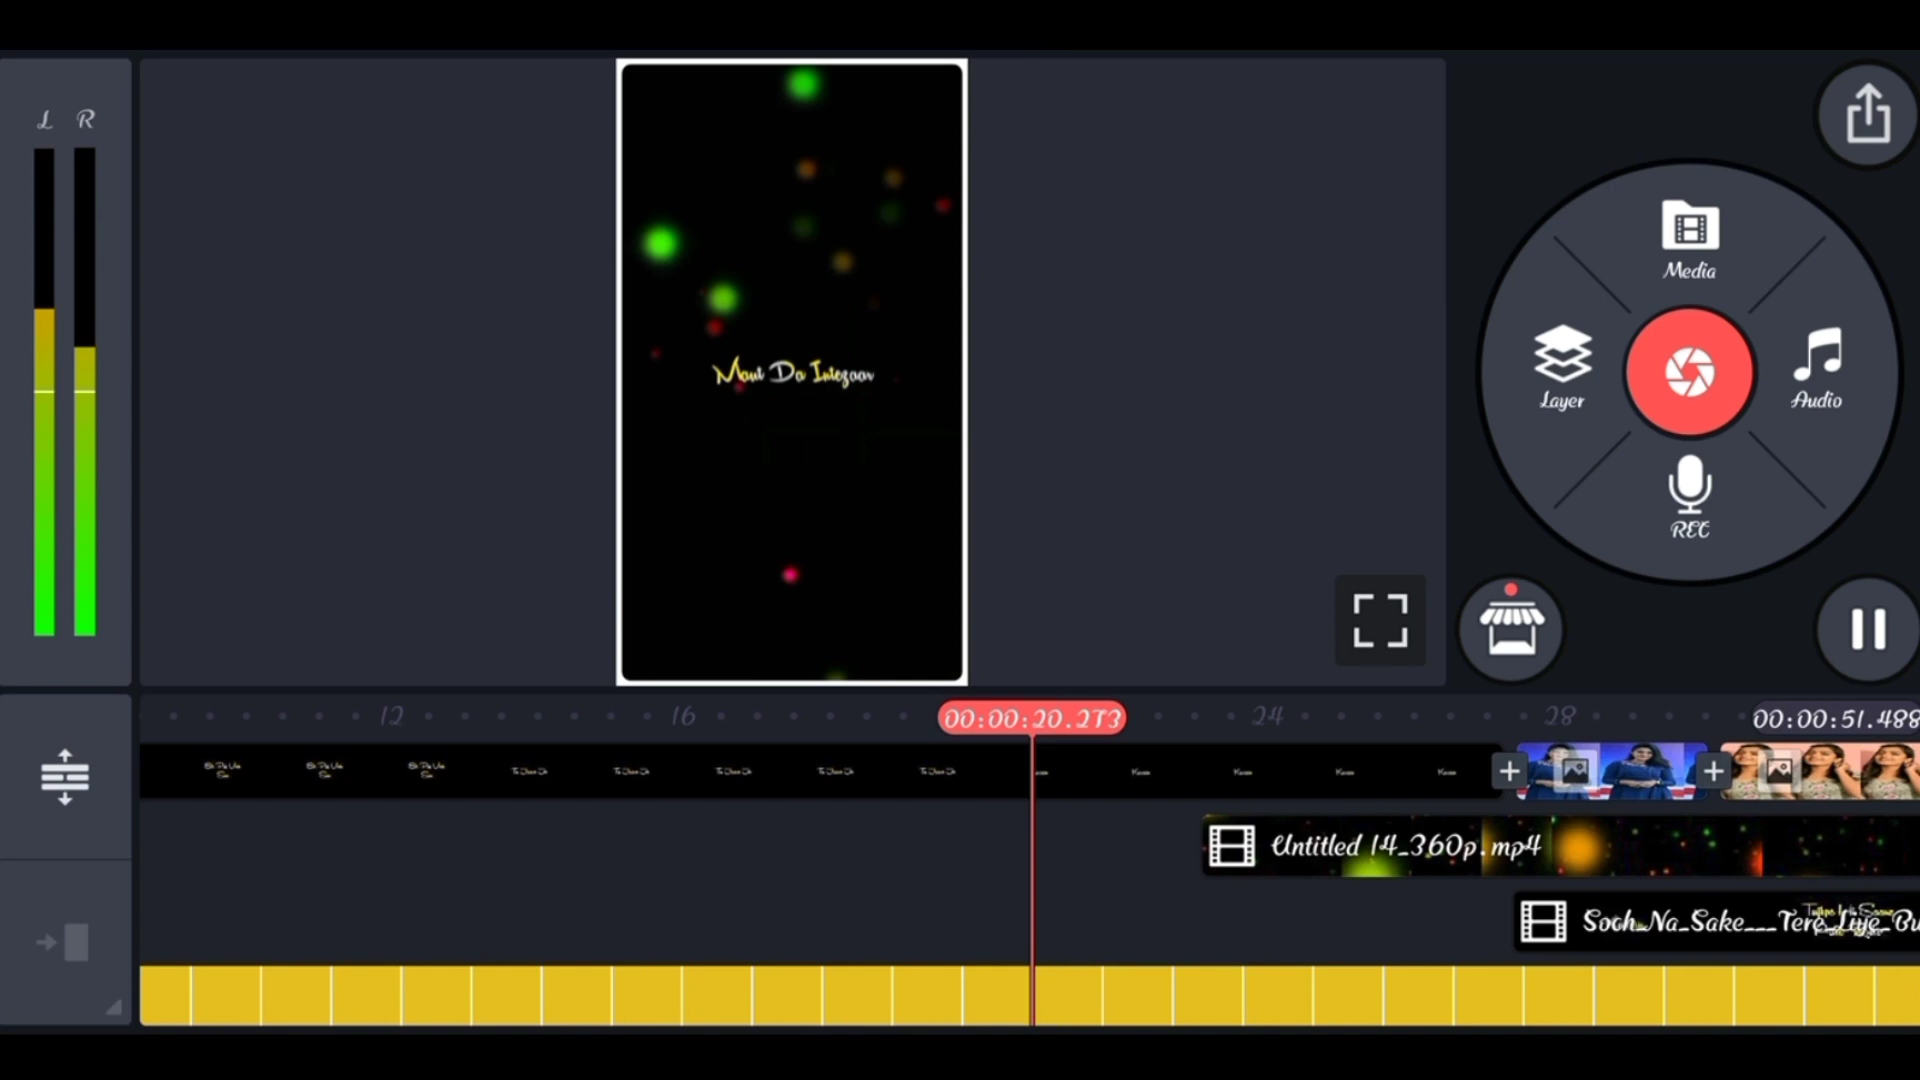 L R
Maut Da Intezaar
Media
Layer
Audio
REC
12
16
00:00:20.273
24
28
00:00:51.488
Untitled 14_360p.mp4
Soch_Na_Sake___Tere_Liye_Bu